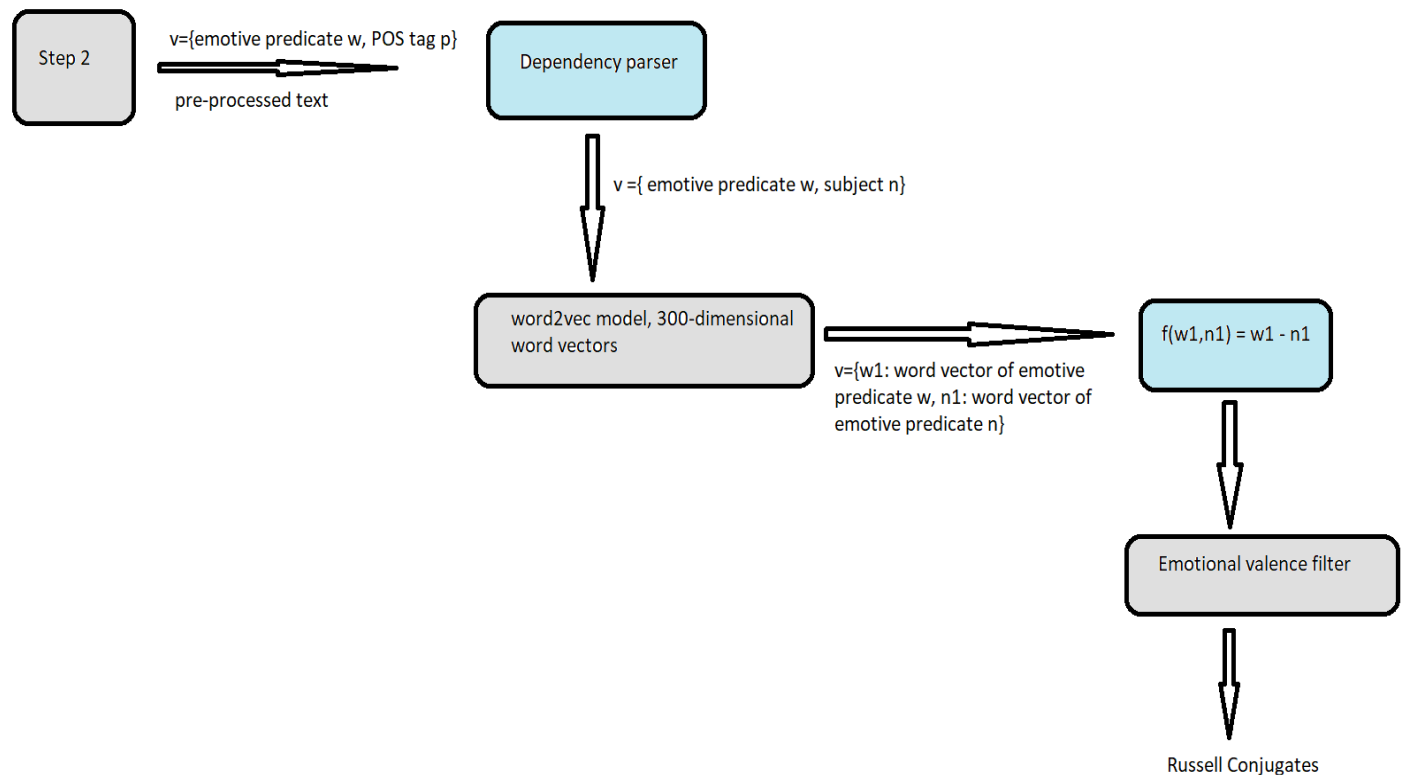 Step 2
v={emotive predicate w, POS tag p}
pre-processed text
Dependency parser
v ={ emotive predicate w, subject n}
word2vec model, 300-dimensional
word vectors
v={w1: word vector of emotive
predicate w, n1: word vector of
emotive predicate n}
f(w1,n1) = w1 - n1
Emotional valence filter
Russell Conjugates